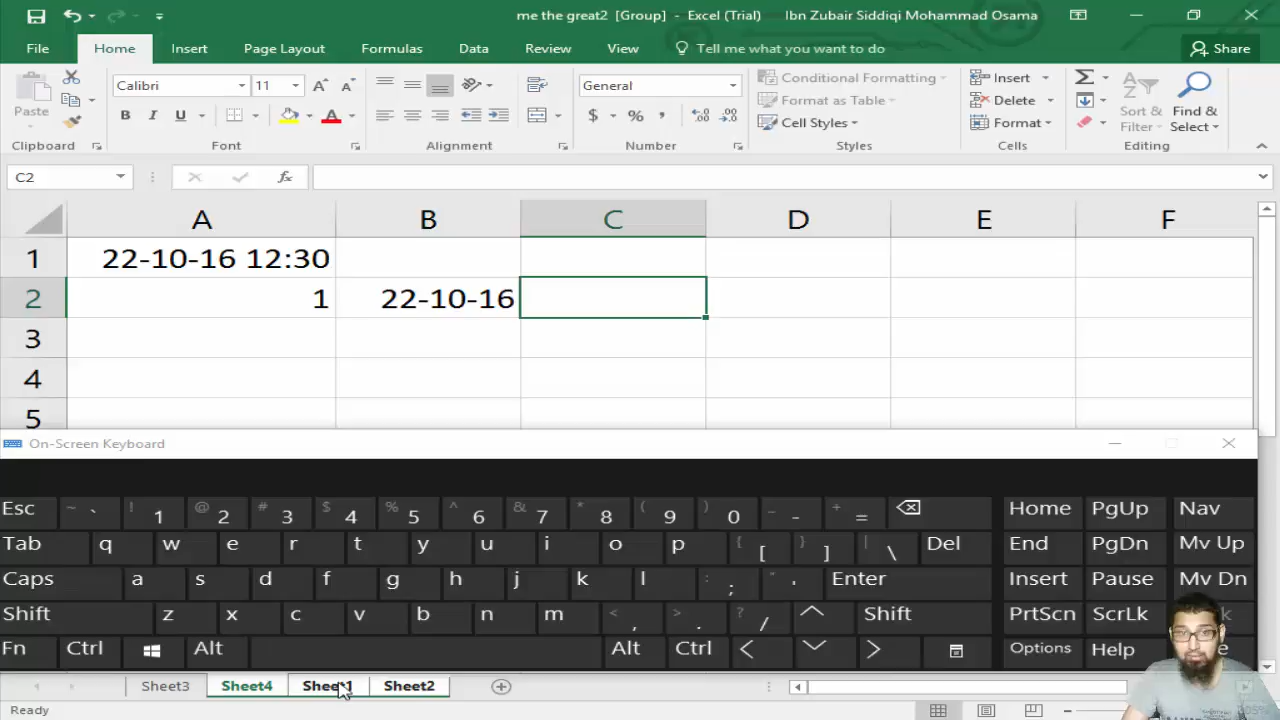 me the great2 [Group] - Excel (Trial) Ibn Zubair Siddiqi Mohammad Osama
File Home Insert Page Layout Formulas Data Review View Tell me what you want to do Share
Paste Calibri 11 General Conditional Formatting Insert Sort & Filter Find & Select
Format as Table Delete
B I U A $ % , Cell Styles Format
Clipboard Font Alignment Number Styles Cells Editing
C2 fx
A B C D E F
1 22-10-16 12:30
2 1 22-10-16
3
4
5
On-Screen Keyboard
Esc ~ ` ! 1 @ 2 # 3 $ 4 % 5 ^ 6 & 7 * 8 ( 9 ) 0 _ - + = Home PgUp Nav
Tab q w e r t y u i o p { [ } ] | \ Del End PgDn Mv Up
Caps a s d f g h j k l : ; " ' Enter Insert Pause Mv Dn
Shift z x c v b n m < , > . ? / Shift PrtScn ScrLk
Fn Ctrl Alt Alt Ctrl Options Help
Sheet3 Sheet4 Sheet1 Sheet2
Ready